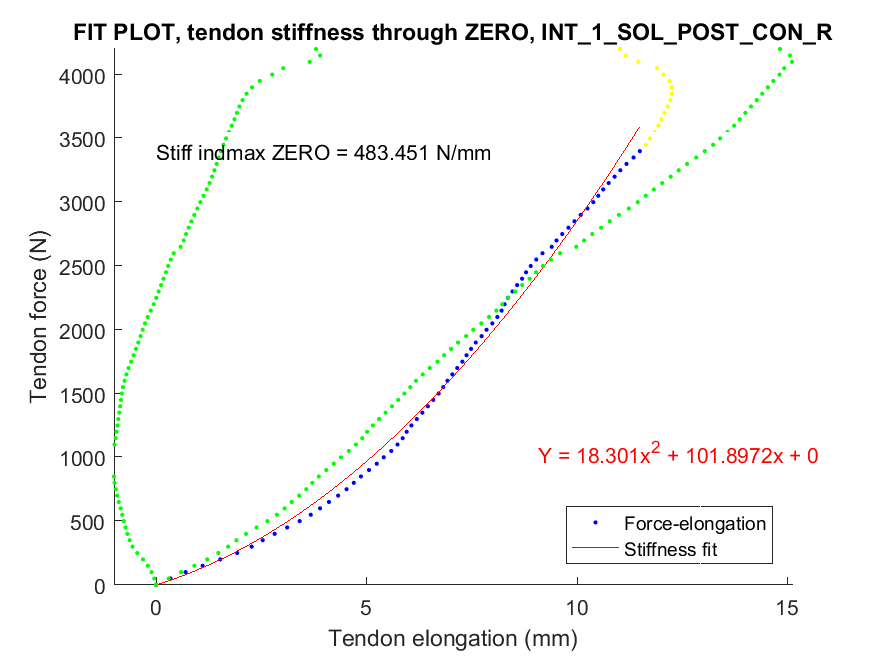 FIT PLOT, tendon stiffness through ZERO, INT_1_SOL_POST_CON_R
4000
Stiff indmax ZERO = 483.451 N/mm
3500
3000
2500
2000
1500
1000
500
0
Tendon force (N)
Y = 18.301x² + 101.8972x + 0
Force-elongation
Stiffness fit
0 5 10 15
Tendon elongation (mm)